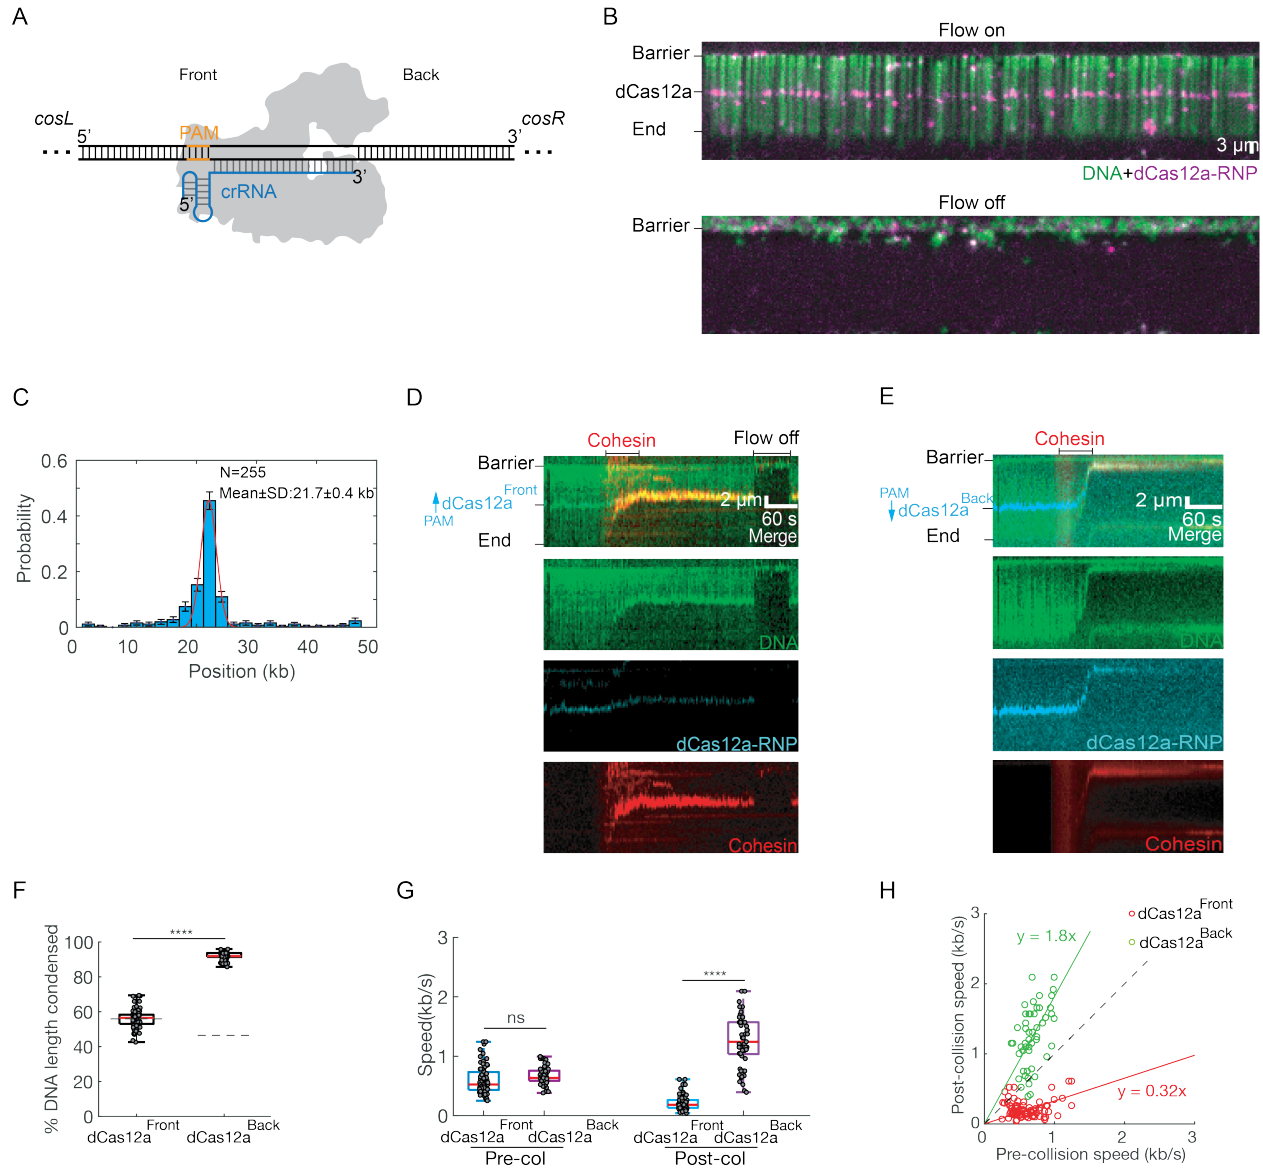 A
Front
Back
cosL
cosR
5’
PAM
3’
3’
crRNA
5’
B
Flow on
Barrier
dCas12a
End
3 µm
DNA+dCas12a-RNP
Flow off
Barrier
C
N=255
Mean±SD:21.7±0.4 kb
Probability
0.6
0.4
0.2
0
0 10 20 30 40 50
Position (kb)
D
Cohesin
Flow off
Barrier
dCas12a Front
PAM
End
2 µm
60 s
Merge
DNA
dCas12a-RNP
Cohesin
E
Cohesin
Barrier
PAM
dCas12a Back
End
2 µm
60 s
Merge
DNA
dCas12a-RNP
Cohesin
F
% DNA length condensed
100
80
60
40
20
0
****
dCas12a Front
dCas12a Back
G
Speed(kb/s)
3
2
1
0
ns
****
dCas12a Front
dCas12a Back
dCas12a Front
dCas12a Back
Pre-col
Post-col
H
Post-collision speed (kb/s)
3
2
1
0
dCas12a Front
dCas12a Back
y = 1.8x
y = 0.32x
0 1 2 3
Pre-collision speed (kb/s)